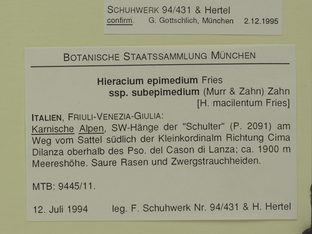 SCHUHWERK 94/431 & Hertel
confirm. G. Gottschlich, München 2.12.1995
BOTANISCHE STAATSSAMMLUNG MÜNCHEN
Hieracium epimedium Fries
ssp. subepimedium (Murr & Zahn) Zahn
[H. macilentum Fries]
ITALIEN, FRIULI-VENEZIA-GIULIA:
Karnische Alpen, SW-Hänge der "Schulter" (P. 2091) am
Weg vom Sattel südlich der Kleinkordinalm Richtung Cima
Dilanza oberhalb des Pso. del Cason di Lanza; ca. 1900 m
Meereshöhe. Saure Rasen und Zwergstrauchheiden.
MTB: 9445/11.
12. Juli 1994 leg. F. Schuhwerk Nr. 94/431 & H. Hertel